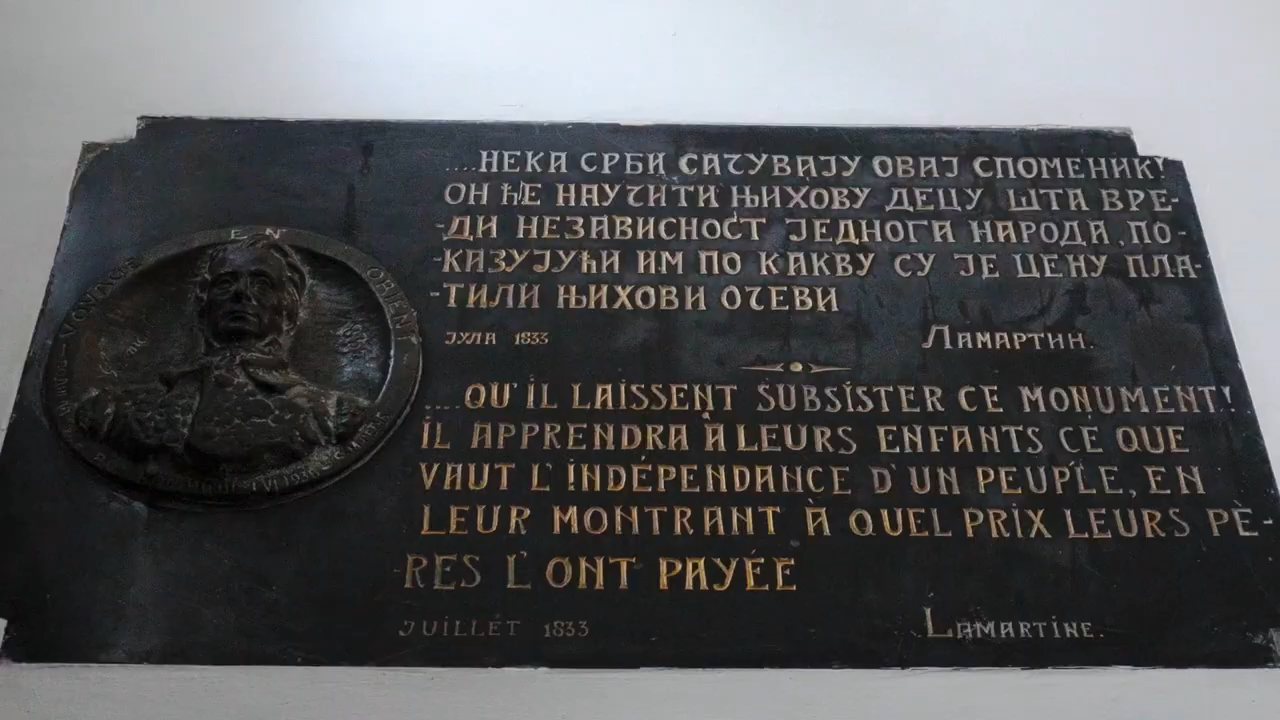 EN
VOYAGE
ORIENT
....НЕКА СРБИ САЧУВАЈУ ОВАЈ СПОМЕНИК!
ОН ЋЕ НАУЧИТИ ЊИХОВУ ДЕЦУ ШТА ВРЕ-
-ДИ НЕЗАВИСНОСТ ЈЕДНОГА НАРОДА, ПО-
-КАЗУЈУЋИ ИМ ПО КАКВУ СУ ЈЕ ЦЕНУ ПЛА-
-ТИЛИ ЊИХОВИ ОЧЕВИ
ЈУЛА 1833
ЛАМАРТИН.
....QU'IL LAISSENT SUBSISTER CE MONUMENT!
IL APPRENDRA À LEURS ENFANTS CE QUE
VAUT L'INDÉPENDANCE D'UN PEUPLE, EN
LEUR MONTRANT À QUEL PRIX LEURS PÈ-
-RES L'ONT PAYÉE
JUILLET 1833
LAMARTINE.